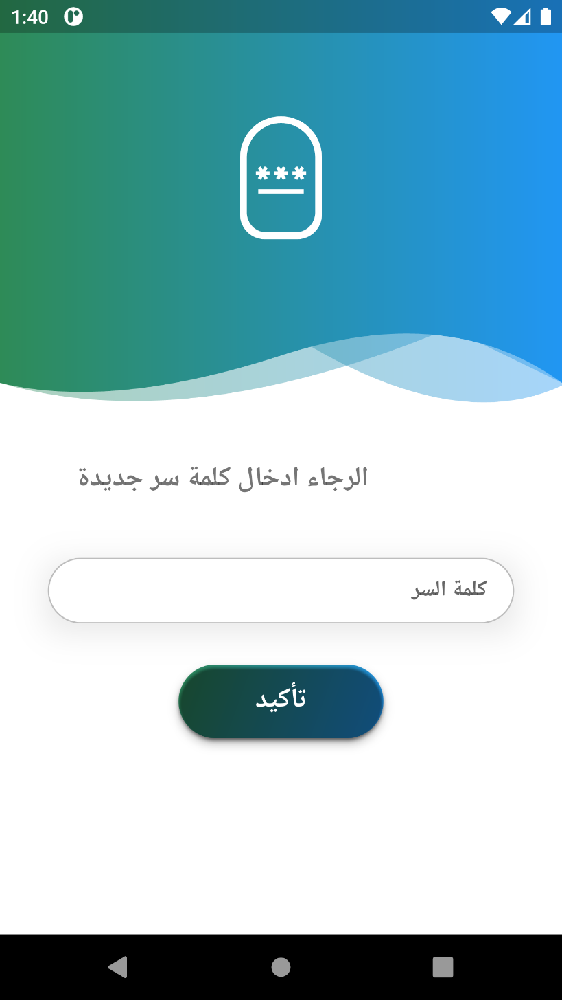 1:40
***
الرجاء ادخال كلمة سر جديدة
كلمة السر
تأكيد